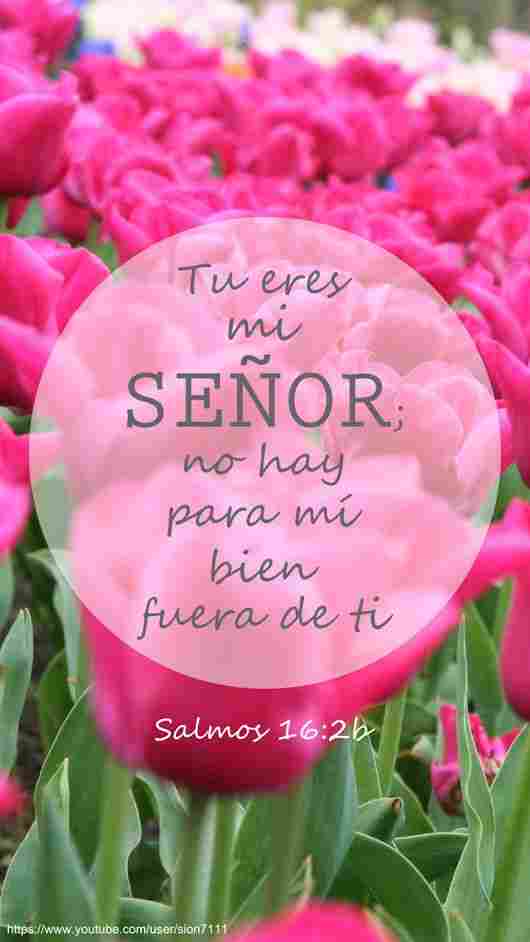 Tu eres
mi
SEÑOR;
no hay
para mí
bien
fuera de ti
Salmos 16:2b
https://www.youtube.com/user/sion7111